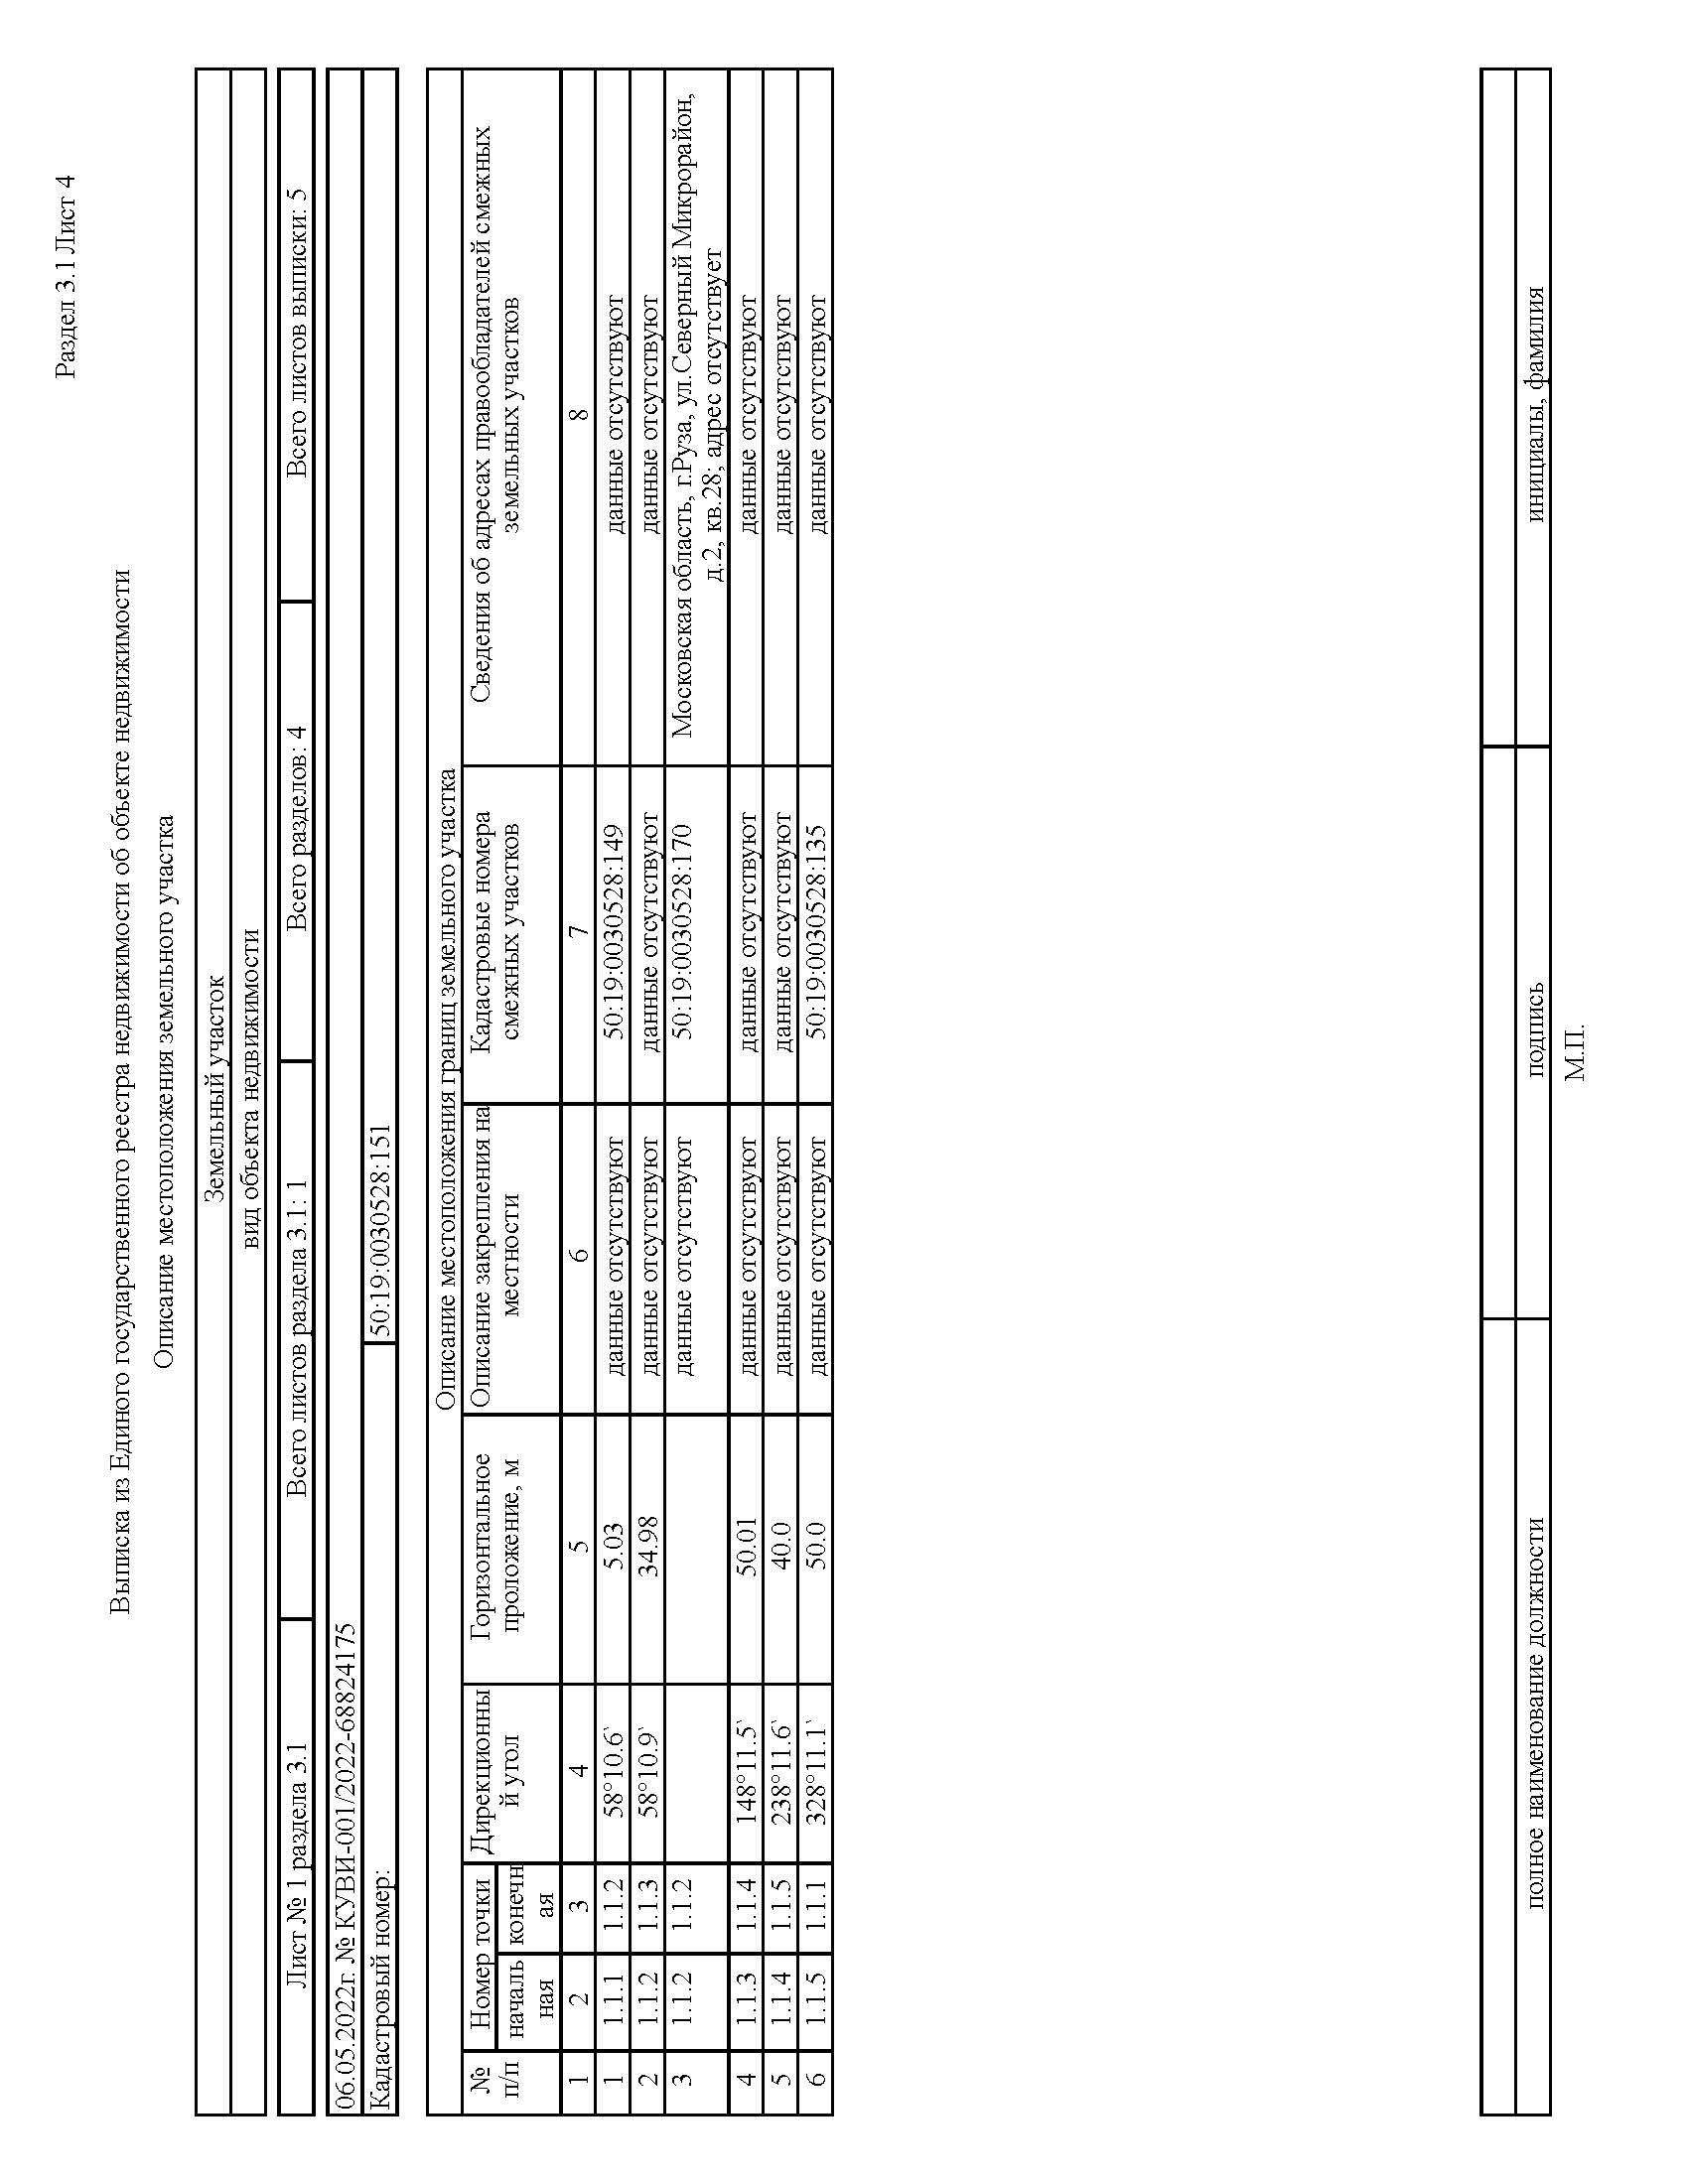 Раздел 3.1 Лист 4
Выписка из Единого государственного реестра недвижимости об объекте недвижимости
Описание местоположения земельного участка
Земельный участок
вид объекта недвижимости
Лист № 1 раздела 3.1 Всего листов раздела 3.1: 1 Всего разделов: 4 Всего листов выписки: 5
06.05.2022г. № КУВИ-001/2022-68824175
Кадастровый номер: 50:19:0030528:151
Описание местоположения границ земельного участка
№ Номер точки Дирекционны Горизонтальное Описание закрепления на Кадастровые номера Сведения об адресах правообладателей смежных
п/п началь конечн й угол проложение, м местности смежных участков земельных участков
ная ая
1 2 3 4 5 6 7 8
1 1.1.1 1.1.2 58°10.6` 5.03 данные отсутствуют 50:19:0030528:149 данные отсутствуют
2 1.1.2 1.1.3 58°10.9` 34.98 данные отсутствуют данные отсутствуют данные отсутствуют
3 1.1.2 1.1.2 данные отсутствуют 50:19:0030528:170 Московская область, г.Руза, ул.Северный Микрорайон,
д.2, кв.28; адрес отсутствует
4 1.1.3 1.1.4 148°11.5` 50.01 данные отсутствуют данные отсутствуют данные отсутствуют
5 1.1.4 1.1.5 238°11.6` 40.0 данные отсутствуют данные отсутствуют данные отсутствуют
6 1.1.5 1.1.1 328°11.1` 50.0 данные отсутствуют 50:19:0030528:135 данные отсутствуют
полное наименование должности подпись инициалы, фамилия
М.П.